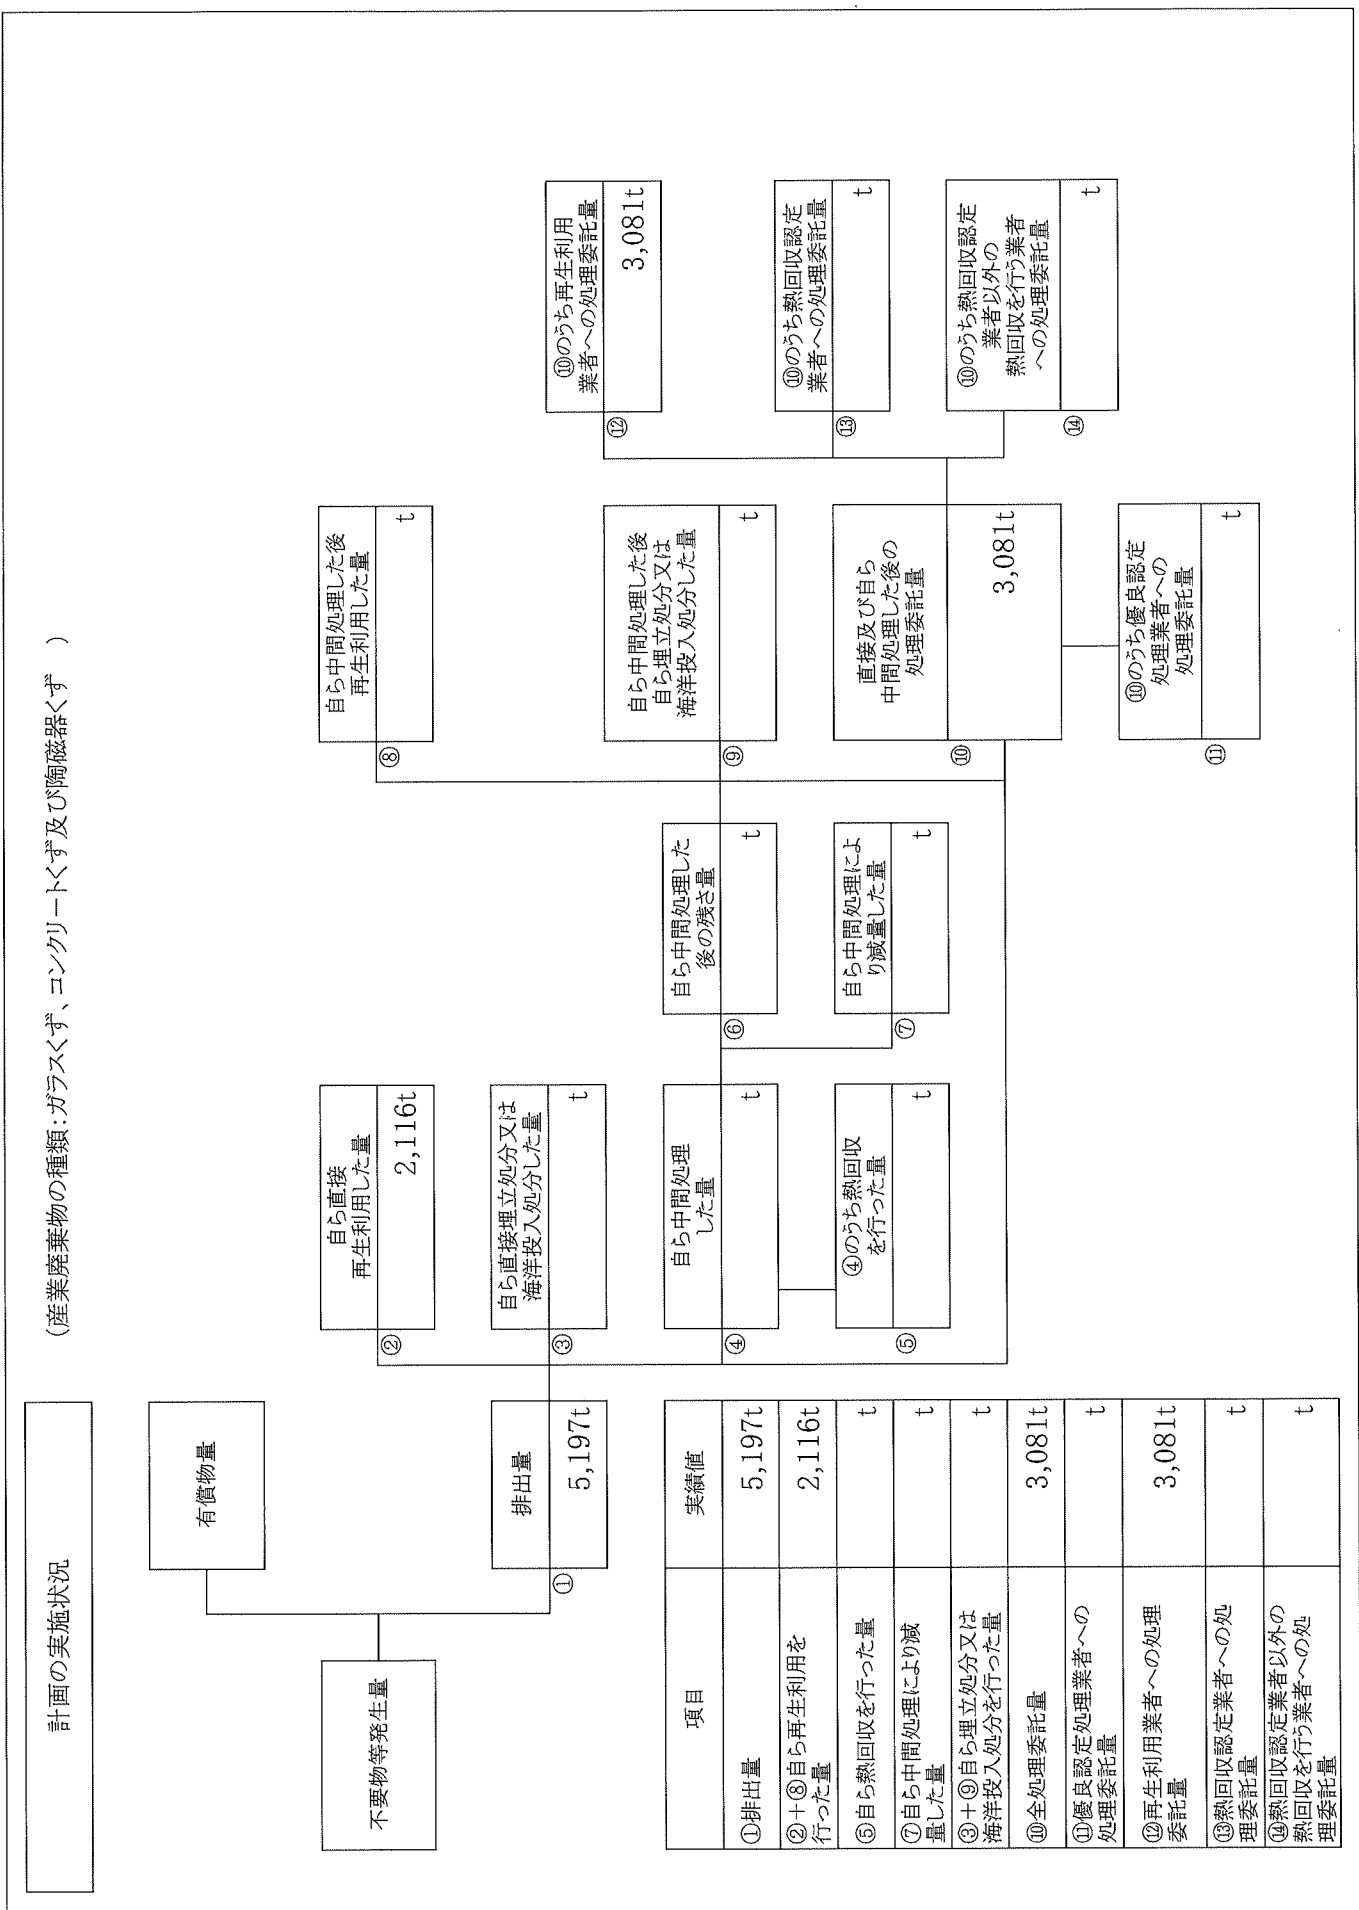 計画の実施状況
(産業廃棄物の種類:ガラスくず、コンクリートくず及び陶磁器くず )
不要物等発生量
有償物量
①
排出量
5,197t
②
自ら直接
再生利用した量
2,116t
③
自ら直接埋立処分又は
海洋投入処分した量
t
④
自ら中間処理
した量
t
⑤
④のうち熱回収
を行った量
t
⑥
自ら中間処理した
後の残さ量
t
⑦
自ら中間処理によ
り減量した量
t
⑧
自ら中間処理した後
再生利用した量
t
⑨
自ら中間処理した後
自ら埋立処分又は
海洋投入処分した量
t
⑩
直接及び自ら
中間処理した後の
処理委託量
3,081t
⑪
⑩のうち優良認定
処理業者への
処理委託量
t
⑫
⑩のうち再生利用
業者への処理委託量
3,081t
⑬
⑩のうち熱回収認定
業者への処理委託量
t
⑭
⑩のうち熱回収認定
業者以外の
熱回収を行う業者
への処理委託量
t
項目 実績値
①排出量 5,197t
②+⑧自ら再生利用を
行った量 2,116t
⑤自ら熱回収を行った量 t
⑦自ら中間処理により減
量した量 t
③+⑨自ら埋立処分又は
海洋投入処分を行った量 t
⑩全処理委託量 3,081t
⑪優良認定処理業者への
処理委託量 t
⑫再生利用業者への処理
委託量 3,081t
⑬熱回収認定業者への処
理委託量 t
⑭熱回収認定業者以外の
熱回収を行う業者への処
理委託量 t